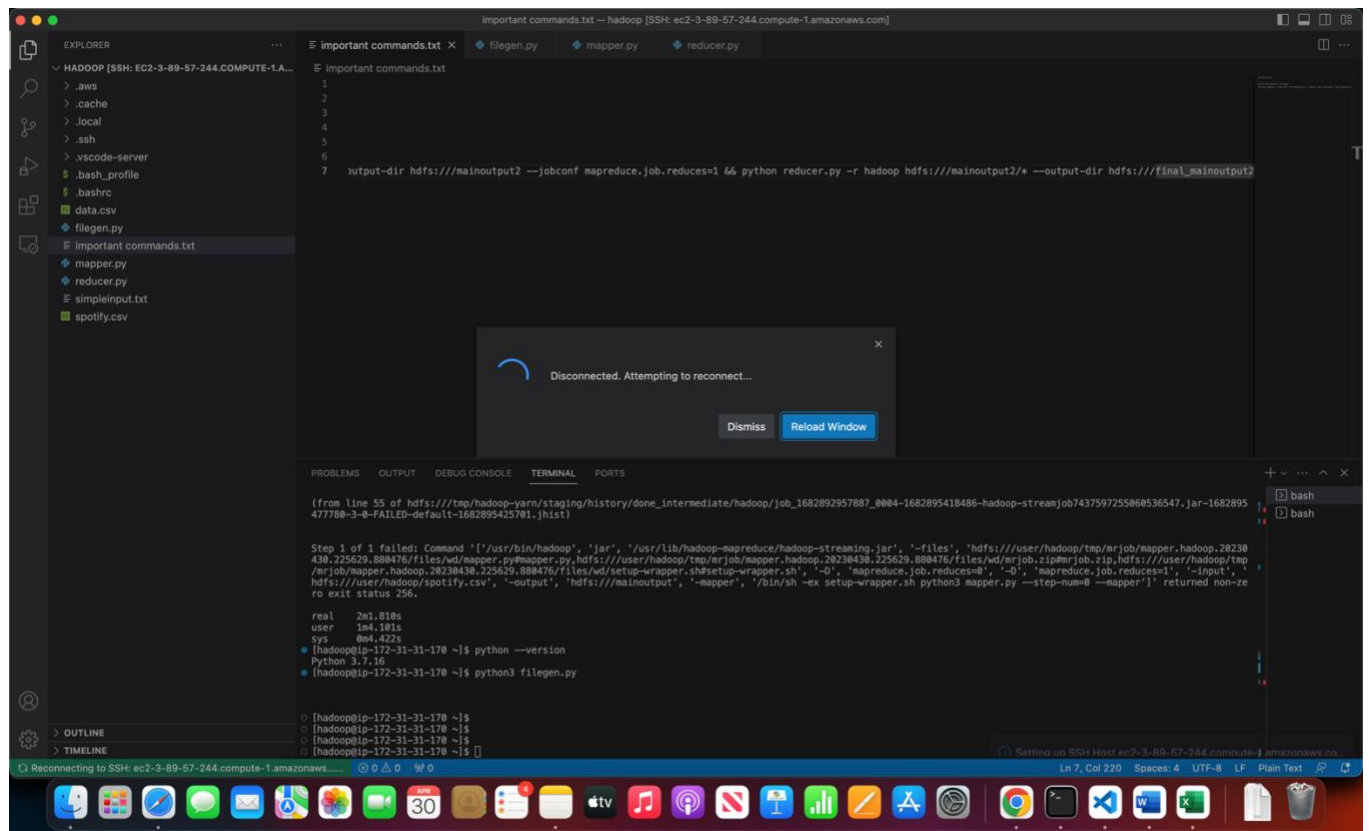 important commands.txt — hadoop [SSH: ec2-3-89-57-244.compute-1.amazonaws.com]
EXPLORER
HADOOP [SSH: EC2-3-89-57-244.COMPUTE-1.A...
.aws
.cache
.local
.ssh
.vscode-server
.bash_profile
.bashrc
data.csv
filegen.py
important commands.txt
mapper.py
reducer.py
simpleinput.txt
spotify.csv
OUTLINE
TIMELINE
important commands.txt filegen.py mapper.py reducer.py
important commands.txt
1
2
3
4
5
6
7 output-dir hdfs:///mainoutput2 --jobconf mapreduce.job.reduces=1 && python reducer.py -r hadoop hdfs:///mainoutput2/* --output-dir hdfs:///final_mainoutput2
Disconnected. Attempting to reconnect...
Dismiss Reload Window
PROBLEMS OUTPUT DEBUG CONSOLE TERMINAL PORTS
bash
bash
(from line 55 of hdfs:///tmp/hadoop-yarn/staging/history/done_intermediate/hadoop/job_1682892957887_0004-1682895418486-hadoop-streamjob7437597255060536547.jar-1682895
477780-3-0-FAILED-default-1682895425701.jhist)
Step 1 of 1 failed: Command '['/usr/bin/hadoop', 'jar', '/usr/lib/hadoop-mapreduce/hadoop-streaming.jar', '-files', 'hdfs:///user/hadoop/tmp/mrjob/mapper.hadoop.20230
430.225629.880476/files/wd/mapper.py#mapper.py,hdfs:///user/hadoop/tmp/mrjob/mapper.hadoop.20230430.225629.880476/files/wd/mrjob.zip#mrjob.zip,hdfs:///user/hadoop/tmp
/mrjob/mapper.hadoop.20230430.225629.880476/files/wd/setup-wrapper.sh#setup-wrapper.sh', '-D', 'mapreduce.job.reduces=0', '-D', 'mapreduce.job.reduces=1', '-input', '
hdfs:///user/hadoop/spotify.csv', '-output', 'hdfs:///mainoutput', '-mapper', '/bin/sh -ex setup-wrapper.sh python3 mapper.py --step-num=0 --mapper']' returned non-ze
ro exit status 256.
real 2m1.810s
user 1m4.101s
sys 0m4.422s
[hadoop@ip-172-31-31-170 ~]$ python --version
Python 3.7.16
[hadoop@ip-172-31-31-170 ~]$ python3 filegen.py
[hadoop@ip-172-31-31-170 ~]$
[hadoop@ip-172-31-31-170 ~]$
[hadoop@ip-172-31-31-170 ~]$
[hadoop@ip-172-31-31-170 ~]$
Setting up SSH Host ec2-3-89-57-244.compute-1.amazonaws.co...
Reconnecting to SSH: ec2-3-89-57-244.compute-1.amazonaws.... 0 0 0 Ln 7, Col 220 Spaces: 4 UTF-8 LF Plain Text
APR
30
4
tv